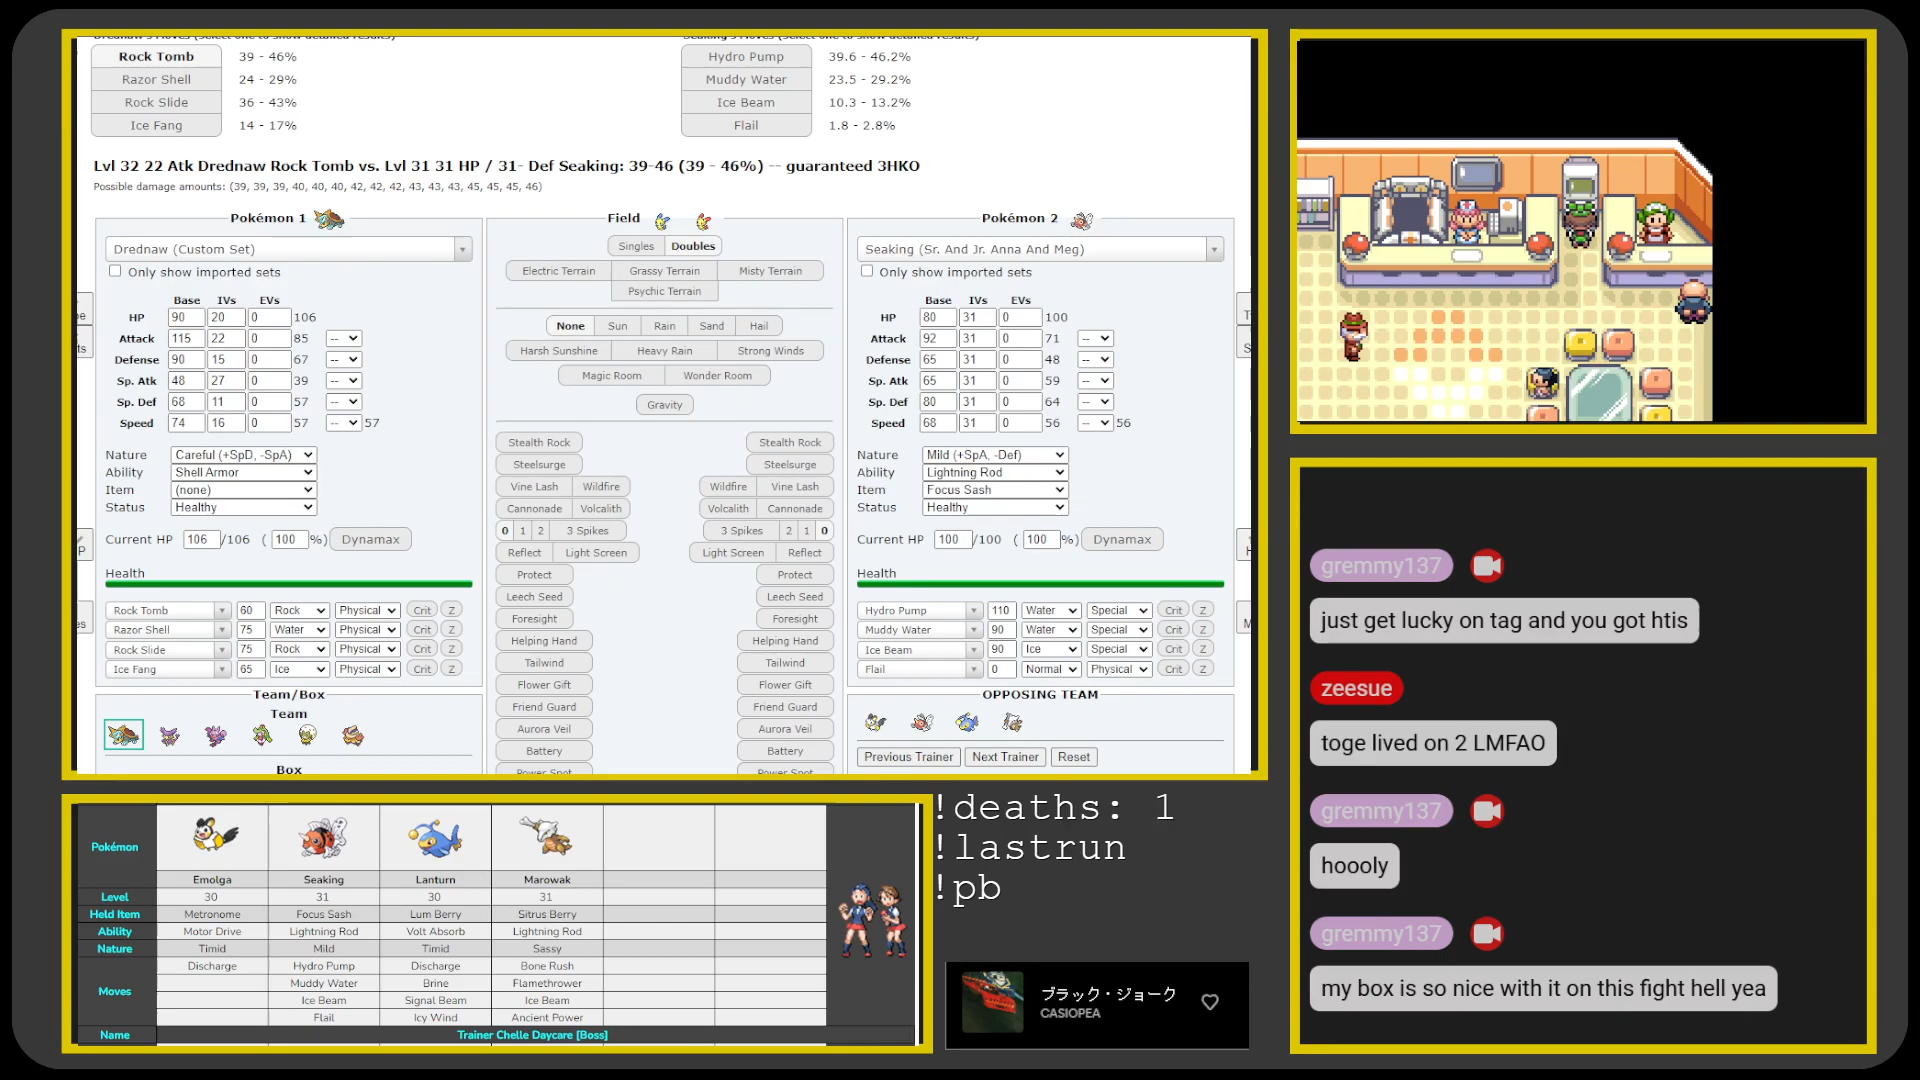 Rock Tomb 39 - 46%
Razor Shell 24 - 29%
Rock Slide 36 - 43%
Ice Fang 14 - 17%
Hydro Pump 39.6 - 46.2%
Muddy Water 23.5 - 29.2%
Ice Beam 10.3 - 13.2%
Flail 1.8 - 2.8%
Lvl 32 22 Atk Drednaw Rock Tomb vs. Lvl 31 31 HP / 31- Def Seaking: 39-46 (39 - 46%) -- guaranteed 3HKO
Possible damage amounts: (39, 39, 39, 40, 40, 40, 42, 42, 42, 43, 43, 43, 45, 45, 45, 46)
Pokémon 1
Drednaw (Custom Set)
Only show imported sets
Base IVs EVs
HP 90 20 0 106
Attack 115 22 0 85 --
Defense 90 15 0 67 --
Sp. Atk 48 27 0 39 --
Sp. Def 68 11 0 57 --
Speed 74 16 0 57 -- 57
Nature Careful (+SpD, -SpA)
Ability Shell Armor
Item (none)
Status Healthy
Current HP 106 /106 ( 100 %) Dynamax
Health
Rock Tomb 60 Rock Physical Crit Z
Razor Shell 75 Water Physical Crit Z
Rock Slide 75 Rock Physical Crit Z
Ice Fang 65 Ice Physical Crit Z
Team/Box
Team
Box
Field
Singles Doubles
Electric Terrain Grassy Terrain Misty Terrain
Psychic Terrain
None Sun Rain Sand Hail
Harsh Sunshine Heavy Rain Strong Winds
Magic Room Wonder Room
Gravity
Stealth Rock Stealth Rock
Steelsurge Steelsurge
Vine Lash Wildfire Wildfire Vine Lash
Cannonade Volcalith Volcalith Cannonade
0 1 2 3 Spikes 3 Spikes 2 1 0
Reflect Light Screen Light Screen Reflect
Protect Protect
Leech Seed Leech Seed
Foresight Foresight
Helping Hand Helping Hand
Tailwind Tailwind
Flower Gift Flower Gift
Friend Guard Friend Guard
Aurora Veil Aurora Veil
Battery Battery
Power Spot Power Spot
Pokémon 2
Seaking (Sr. And Jr. Anna And Meg)
Only show imported sets
Base IVs EVs
HP 80 31 0 100
Attack 92 31 0 71 --
Defense 65 31 0 48 --
Sp. Atk 65 31 0 59 --
Sp. Def 80 31 0 64 --
Speed 68 31 0 56 -- 56
Nature Mild (+SpA, -Def)
Ability Lightning Rod
Item Focus Sash
Status Healthy
Current HP 100 /100 ( 100 %) Dynamax
Health
Hydro Pump 110 Water Special Crit Z
Muddy Water 90 Water Special Crit Z
Ice Beam 90 Ice Special Crit Z
Flail 0 Normal Physical Crit Z
OPPOSING TEAM
Previous Trainer Next Trainer Reset
Pokémon
Emolga Seaking Lanturn Marowak
Level 30 31 30 31
Held Item Metronome Focus Sash Lum Berry Sitrus Berry
Ability Motor Drive Lightning Rod Volt Absorb Lightning Rod
Nature Timid Mild Timid Sassy
Moves
Discharge Hydro Pump Discharge Bone Rush
Muddy Water Brine Flamethrower
Ice Beam Signal Beam Ice Beam
Flail Icy Wind Ancient Power
Name Trainer Chelle Daycare [Boss]
!deaths: 1
!lastrun
!pb
ブラック・ジョーク
CASIOPEA
gremmy137
just get lucky on tag and you got htis
zeesue
toge lived on 2 LMFAO
gremmy137
hoooly
gremmy137
my box is so nice with it on this fight hell yea